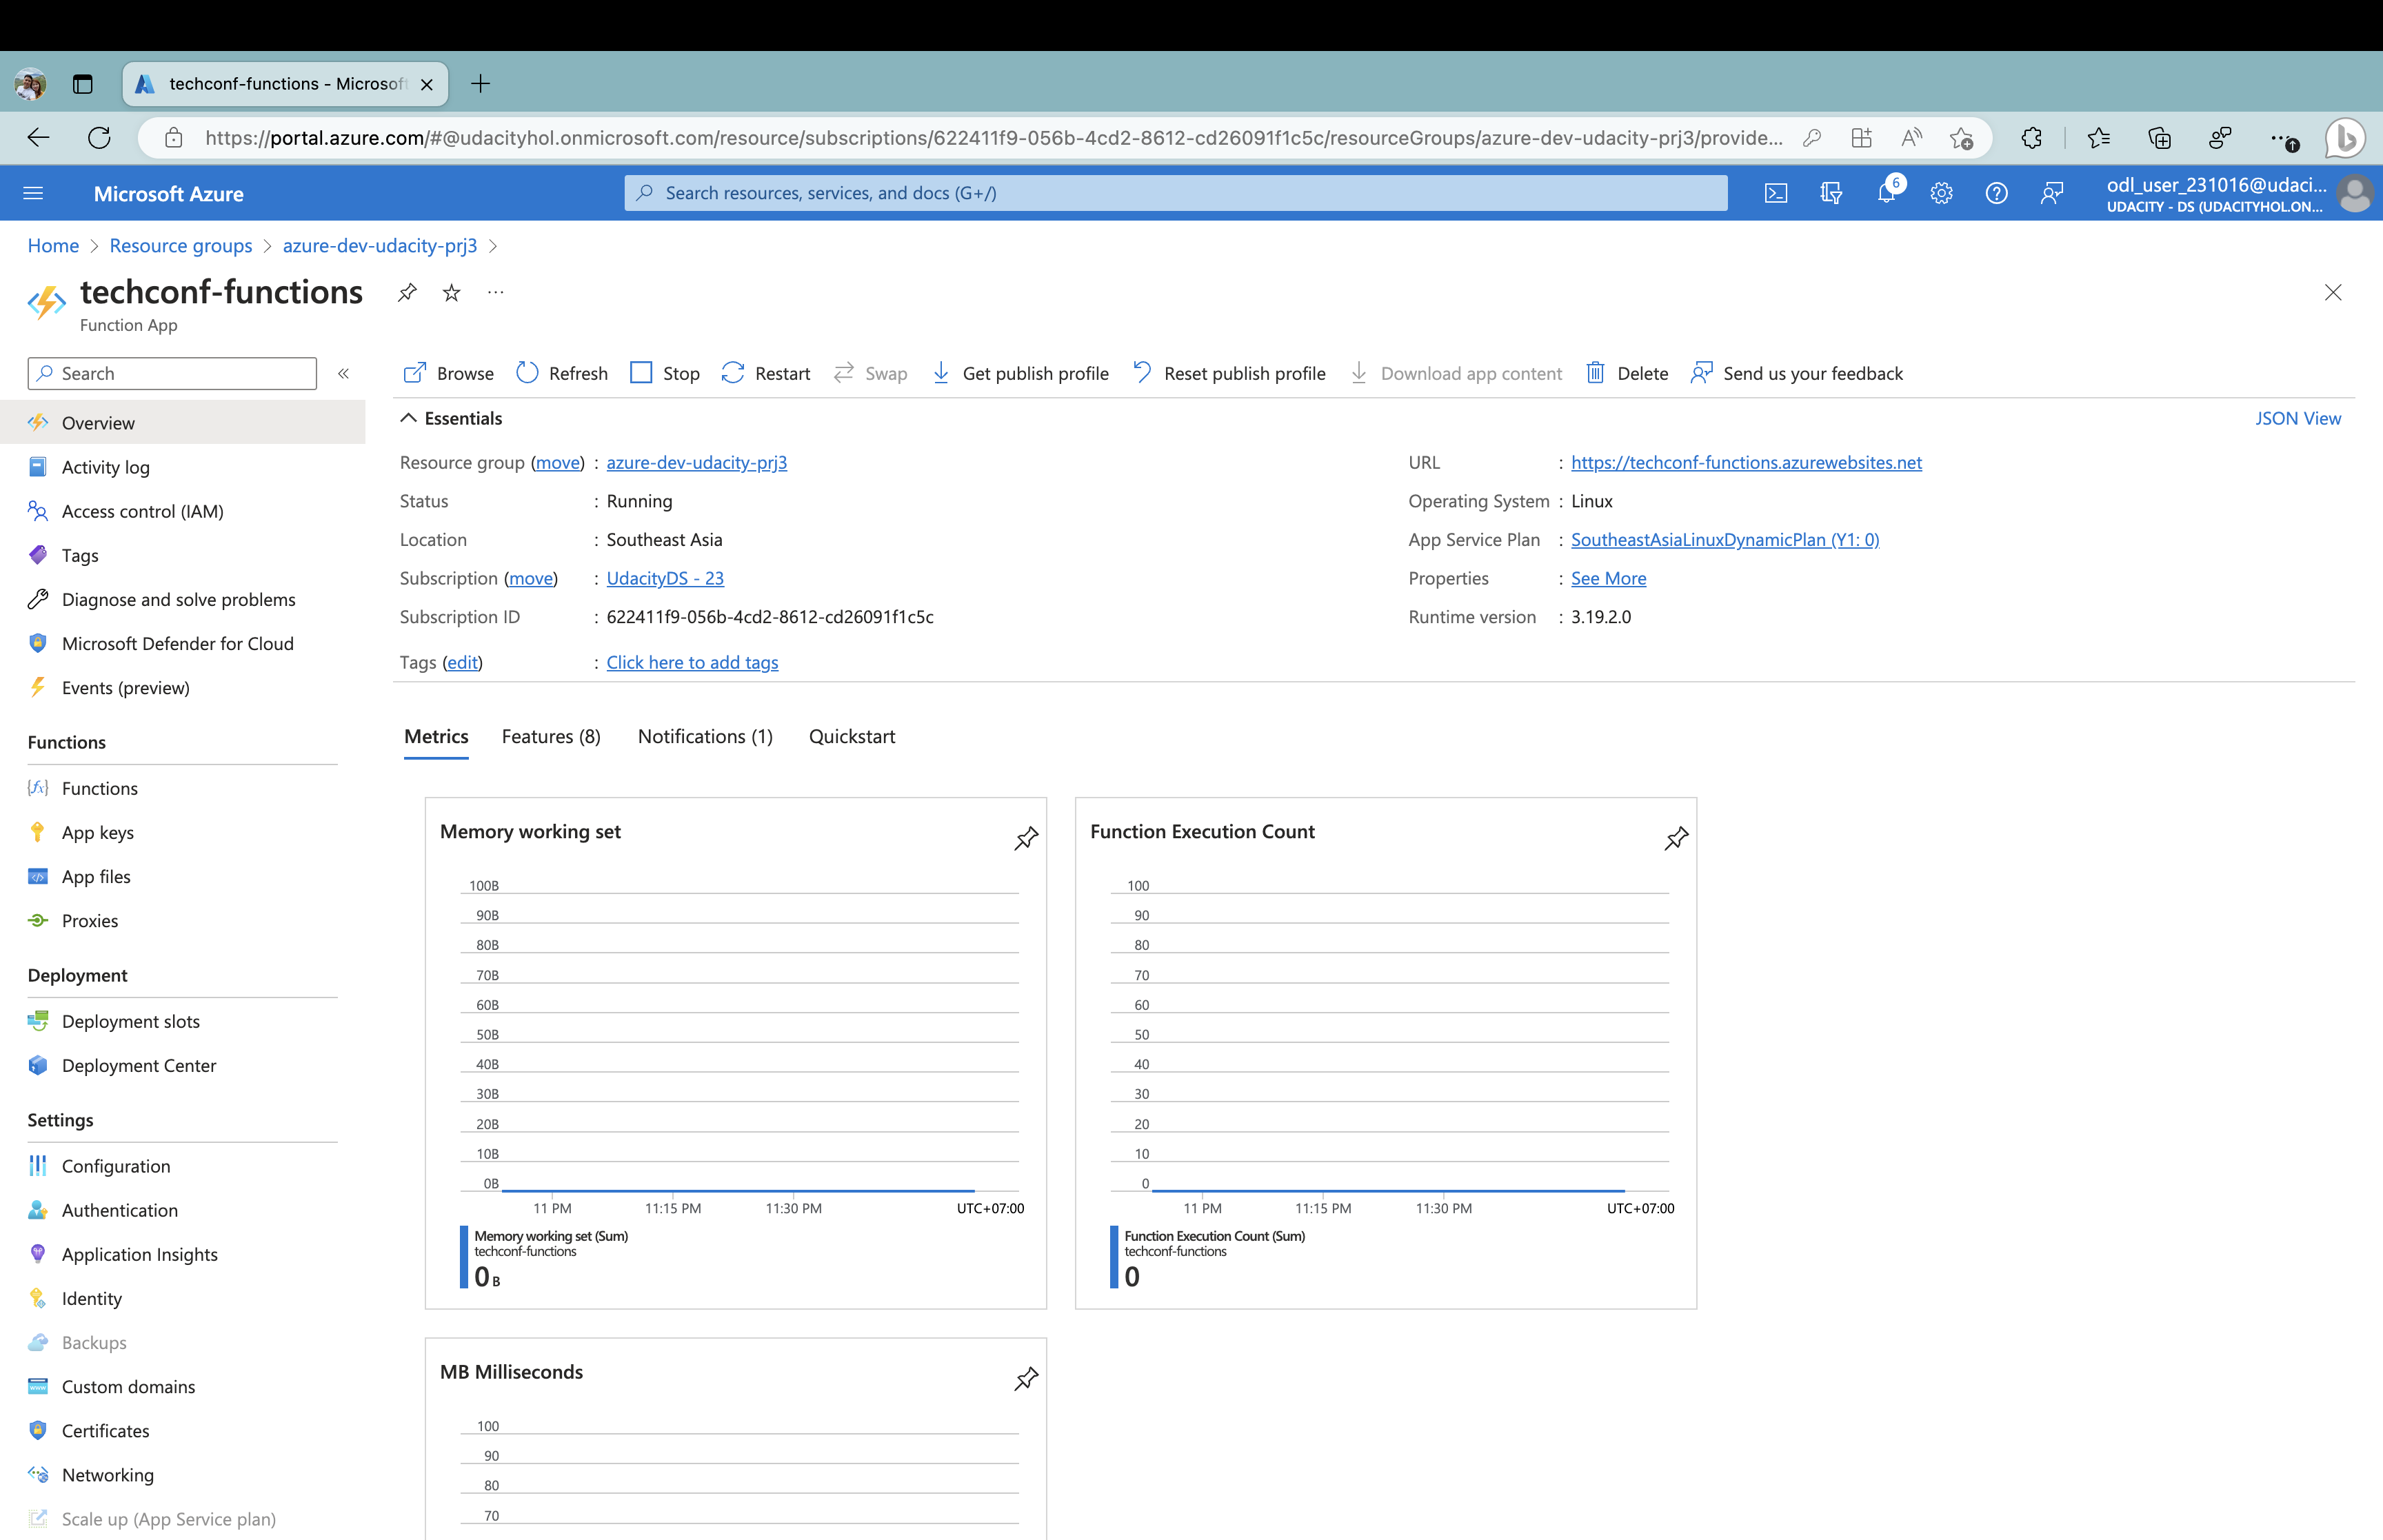 techconf-functions - Microsoft
https://portal.azure.com/#@udacityhol.onmicrosoft.com/resource/subscriptions/622411f9-056b-4cd2-8612-cd26091f1c5c/resourceGroups/azure-dev-udacity-prj3/provide...
Microsoft Azure
Search resources, services, and docs (G+/)
6
odl_user_231016@udaci...
UDACITY - DS (UDACITYHOL.ON...
Home > Resource groups > azure-dev-udacity-prj3 >
techconf-functions
Function App
Search
Browse Refresh Stop Restart Swap Get publish profile Reset publish profile Download app content Delete Send us your feedback
Overview
Activity log
Access control (IAM)
Tags
Diagnose and solve problems
Microsoft Defender for Cloud
Events (preview)
Functions
Functions
App keys
App files
Proxies
Deployment
Deployment slots
Deployment Center
Settings
Configuration
Authentication
Application Insights
Identity
Backups
Custom domains
Certificates
Networking
Scale up (App Service plan)
Essentials
JSON View
Resource group (move) : azure-dev-udacity-prj3
Status : Running
Location : Southeast Asia
Subscription (move) : UdacityDS - 23
Subscription ID : 622411f9-056b-4cd2-8612-cd26091f1c5c
Tags (edit) : Click here to add tags
URL : https://techconf-functions.azurewebsites.net
Operating System : Linux
App Service Plan : SoutheastAsiaLinuxDynamicPlan (Y1: 0)
Properties : See More
Runtime version : 3.19.2.0
Metrics Features (8) Notifications (1) Quickstart
Memory working set
100B
90B
80B
70B
60B
50B
40B
30B
20B
10B
0B
11 PM 11:15 PM 11:30 PM UTC+07:00
Memory working set (Sum)
techconf-functions
0 B
Function Execution Count
100
90
80
70
60
50
40
30
20
10
0
11 PM 11:15 PM 11:30 PM UTC+07:00
Function Execution Count (Sum)
techconf-functions
0
MB Milliseconds
100
90
80
70